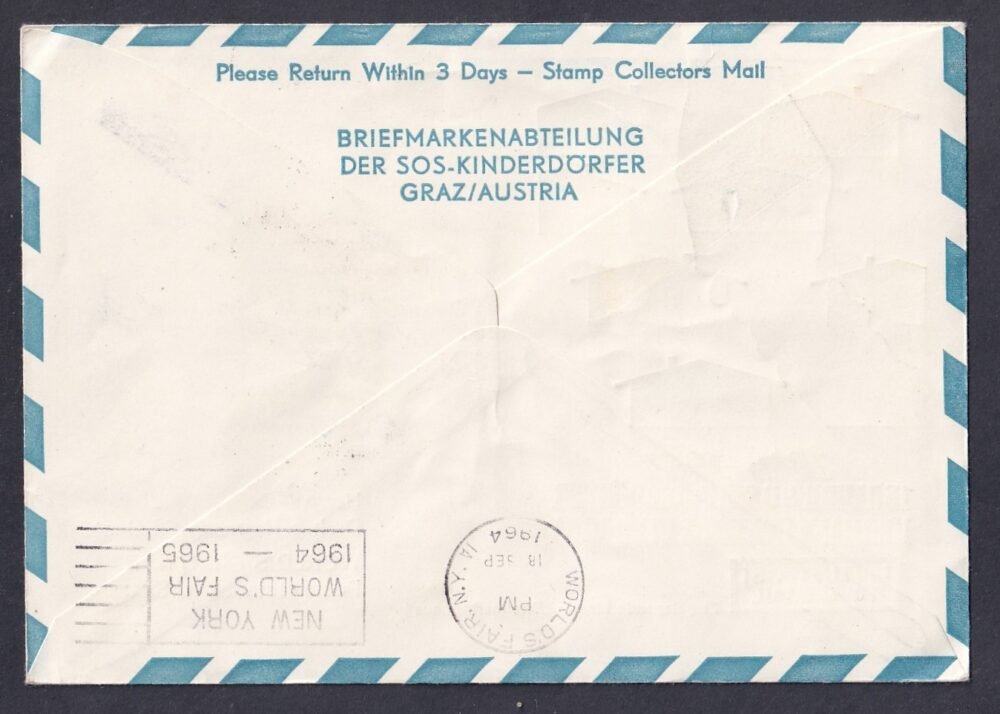 Please Return Within 3 Days – Stamp Collectors Mail
BRIEFMARKENABTEILUNG
DER SOS-KINDERDÖRFER
GRAZ/AUSTRIA
NEW YORK
WORLD'S FAIR
1964 — 1965
WORLD'S FAIR, N.Y. 1A
PM
18 SEP
1964